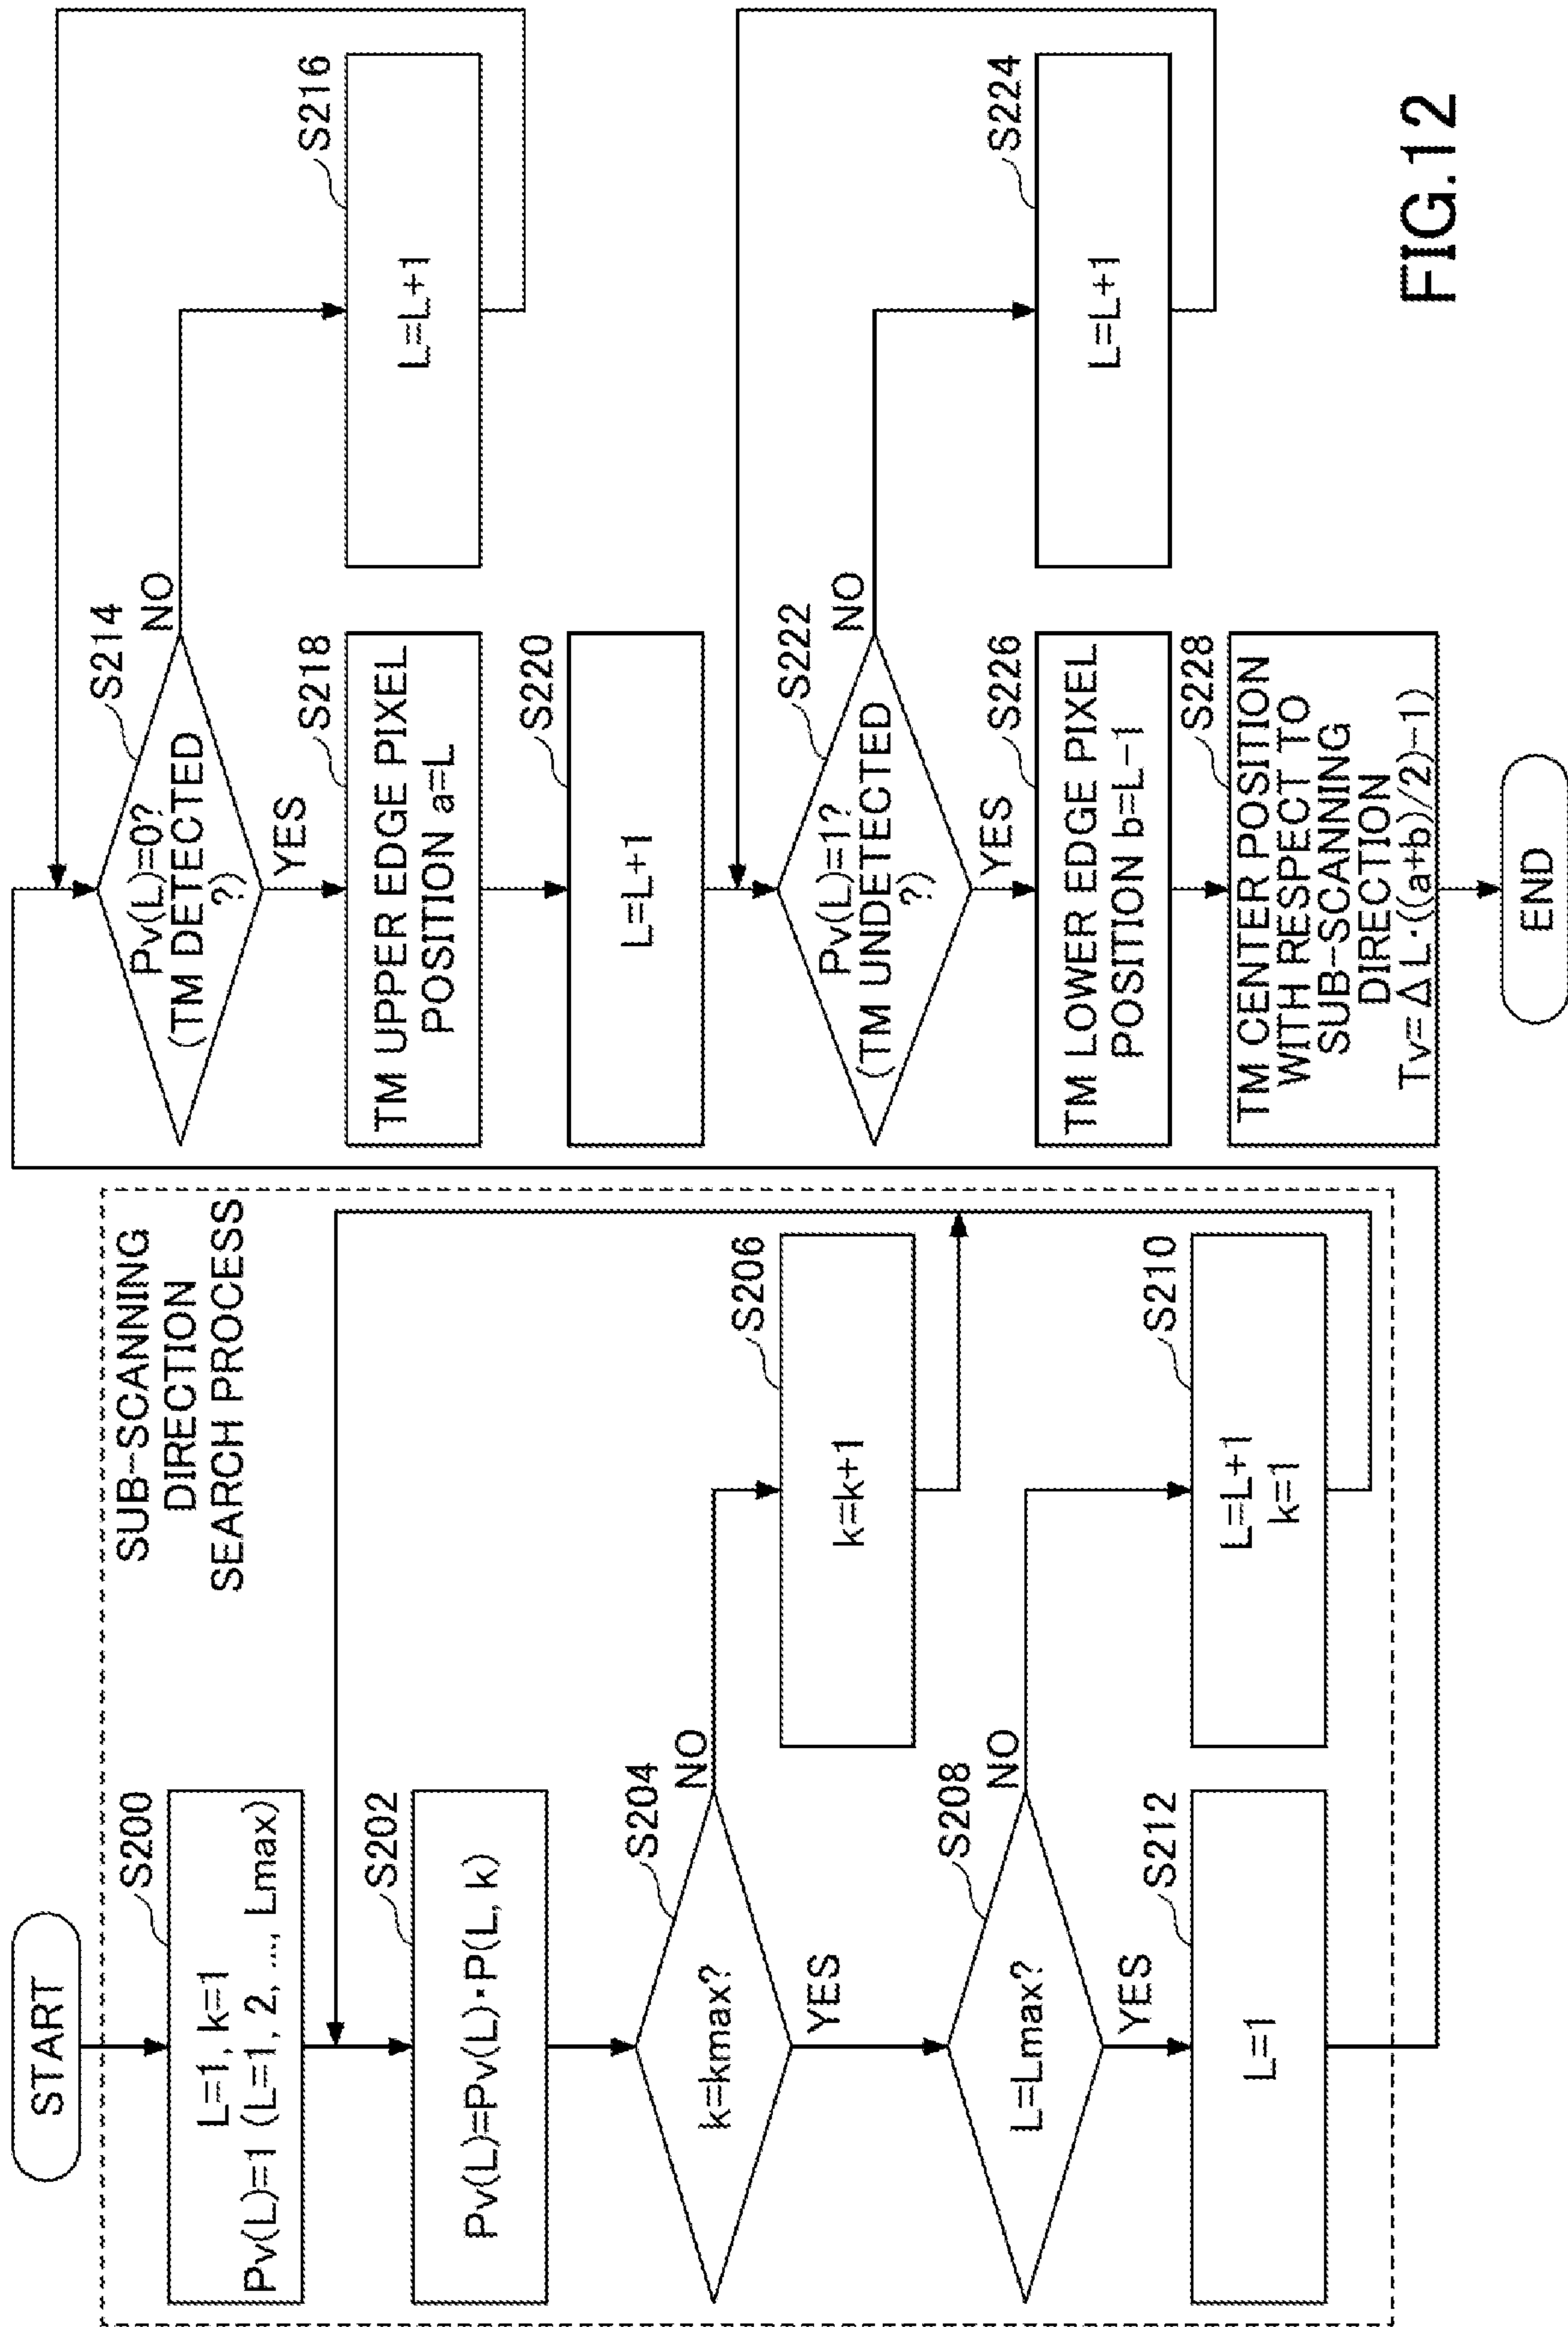 START
SUB-SCANNING
DIRECTION
SEARCH PROCESS
S200
L=1, k=1
Pv(L)=1 (L=1, 2, ..., Lmax)
S202
Pv(L)=Pv(L)·P(L, k)
S204
k=kmax?
NO
YES
S206
k=k+1
S208
L=Lmax?
NO
YES
S210
L=L+1
k=1
S212
L=1
S214
Pv(L)=0?
(TM DETECTED
?)
NO
YES
S216
L=L+1
S218
TM UPPER EDGE PIXEL
POSITION a=L
S220
L=L+1
S222
Pv(L)=1?
(TM UNDETECTED
?)
NO
YES
S224
L=L+1
S226
TM LOWER EDGE PIXEL
POSITION b=L-1
S228
TM CENTER POSITION
WITH RESPECT TO
SUB-SCANNING
DIRECTION
Tv=ΔL·((a+b)/2)-1)
END
FIG.12